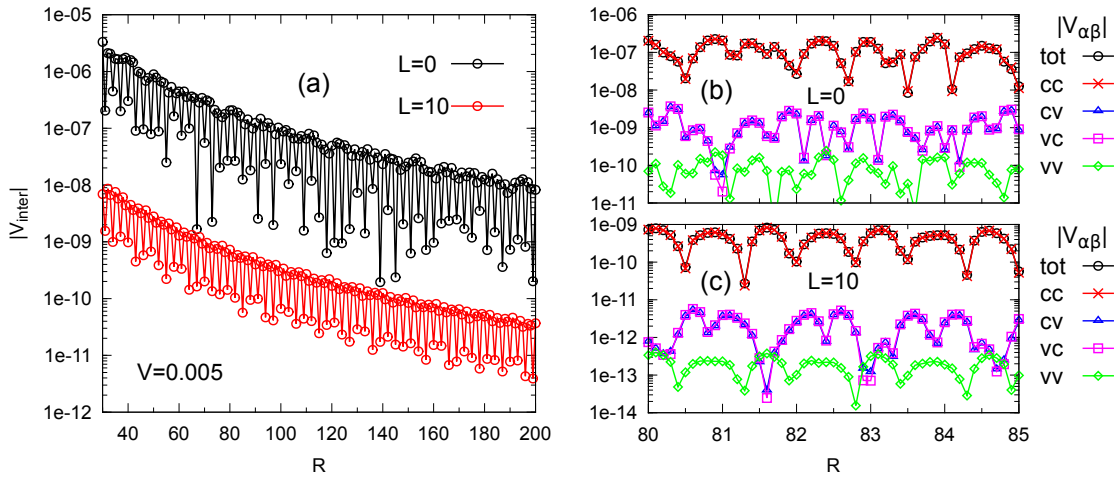 1e-05
1e-06
1e-07
1e-08
1e-09
1e-10
1e-11
1e-12
|V_inter|
(a)
L=0
L=10
V=0.005
40 60 80 100 120 140 160 180 200
R
1e-06
1e-07
1e-08
1e-09
1e-10
1e-11
(b)
L=0
|V_αβ|
tot
cc
cv
vc
vv
1e-09
1e-10
1e-11
1e-12
1e-13
1e-14
(c)
L=10
|V_αβ|
tot
cc
cv
vc
vv
80 81 82 83 84 85
R